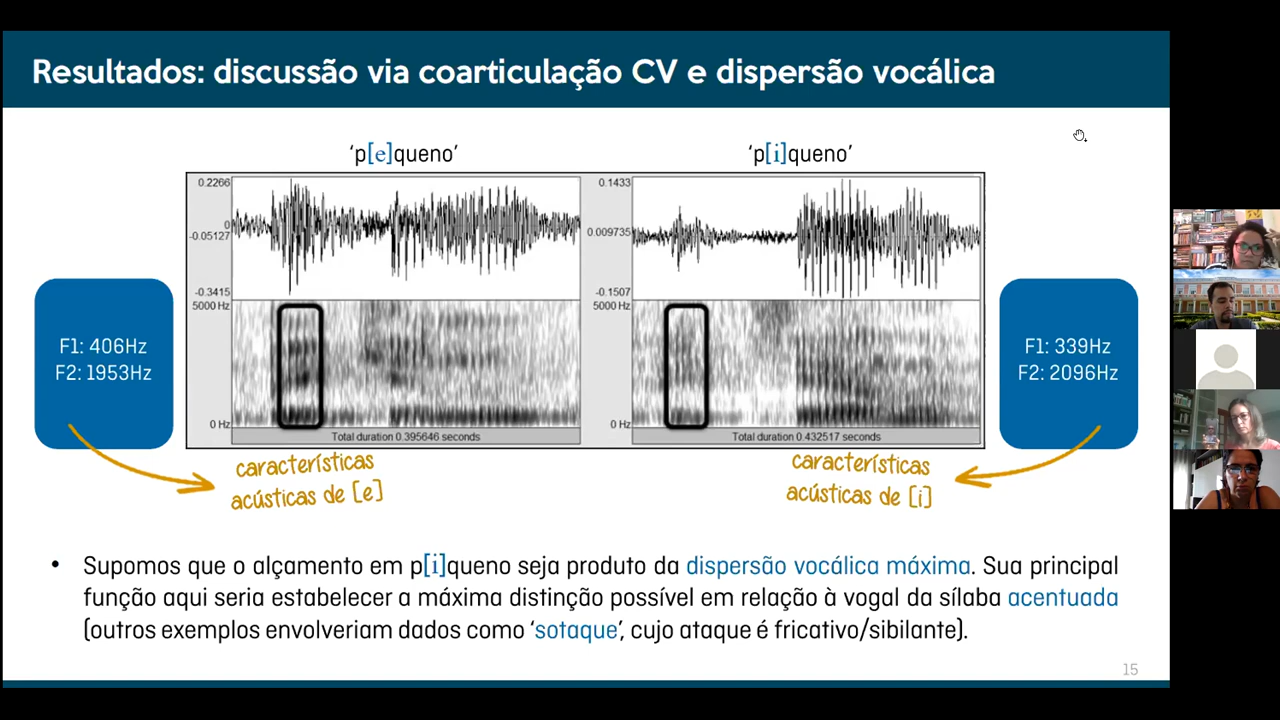 Resultados: discussão via coarticulação CV e dispersão vocálica
‘p[e]queno’
‘p[i]queno’
0.2266
0
-0.05127
-0.3415
5000 Hz
0 Hz
Total duration 0.395646 seconds
0.1433
0.009735
-0.1507
5000 Hz
0 Hz
Total duration 0.432517 seconds
F1: 406Hz
F2: 1953Hz
F1: 339Hz
F2: 2096Hz
características
acústicas de [e]
características
acústicas de [i]
• Supomos que o alçamento em p[i]queno seja produto da dispersão vocálica máxima. Sua principal
função aqui seria estabelecer a máxima distinção possível em relação à vogal da sílaba acentuada
(outros exemplos envolveriam dados como ‘sotaque’, cujo ataque é fricativo/sibilante).
15